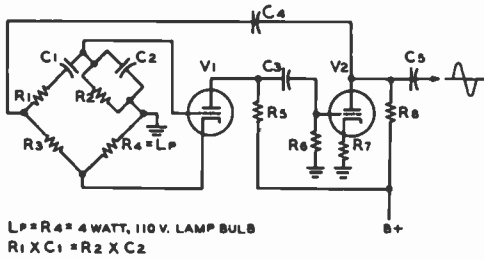 C4
C1 C2 V1 C3 V2 C5
R1 R2 R5 R8
R3 R4=LP R6 R7
B+
LP=R4= 4 WATT, 110 V. LAMP BULB
R1 X C1 = R2 X C2